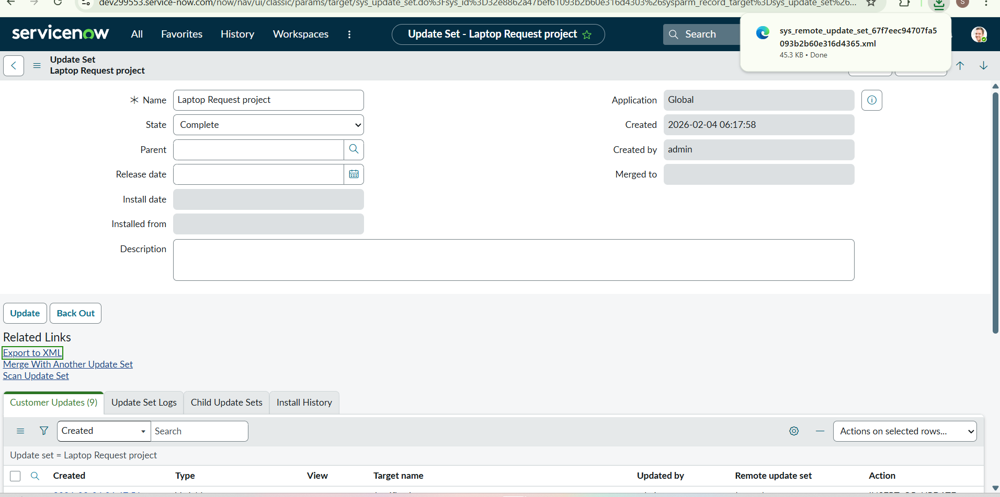 dev299553.service-now.com/now/nav/ui/classic/params/target/sys_update_set.do%3Fsys_id%3D32e8862a47bef61093b2b60e316d4303%26sysparm_record_target%3Dsys_update_set%26...
S
servicenow
All
Favorites
History
Workspaces
Update Set - Laptop Request project
Search
sys_remote_update_set_67f7eec94707fa5
093b2b60e316d4365.xml
45.3 KB • Done
Update Set
Laptop Request project
Name
Laptop Request project
Application
Global
State
Complete
Created
2026-02-04 06:17:58
Parent
Created by
admin
Release date
Merged to
Install date
Installed from
Description
Update
Back Out
Related Links
Export to XML
Merge With Another Update Set
Scan Update Set
Customer Updates (9)
Update Set Logs
Child Update Sets
Install History
Created
Search
Actions on selected rows...
Update set = Laptop Request project
Created
Type
View
Target name
Updated by
Remote update set
Action